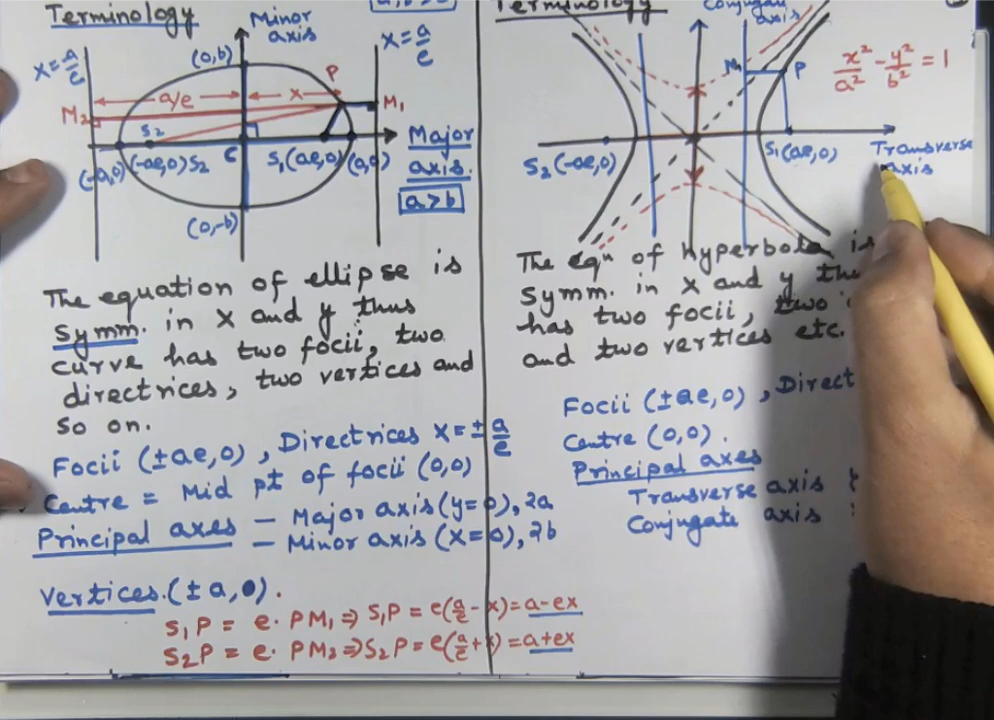 Terminology
Minor
axis
x = a/e
x = a/e
(0,b)
P
a/e
x
M2
M1
S2
C
(-a,0)
(-ae,0) S2
S1(ae,0)
(a,0)
Major
axis.
a>b
(0,-b)
The equation of ellipse is
symm. in x and y thus
curve has two focii, two
directrices, two vertices and
so on.
Focii (±ae,0), Directrices x=± a/e
Centre = Mid pt of focii (0,0)
Principal axes — Major axis (y=0), 2a
— Minor axis (x=0), 2b
Vertices. (±a,0).
S1P = e. PM1 ⇒ S1P = e(a/e - x) = a-ex
S2P = e. PM2 ⇒ S2P = e(a/e + x) = a+ex
Terminology
Conjugate
axis
M
P
x²/a² - y²/b² = 1
S2(-ae,0)
S1(ae,0)
Transverse
axis
The equn of hyperbola is
symm. in x and y
has two focii, two
and two vertices etc.
Focii (±ae,0), Direct
Centre (0,0).
Principal axes
Transverse axis
Conjugate axis